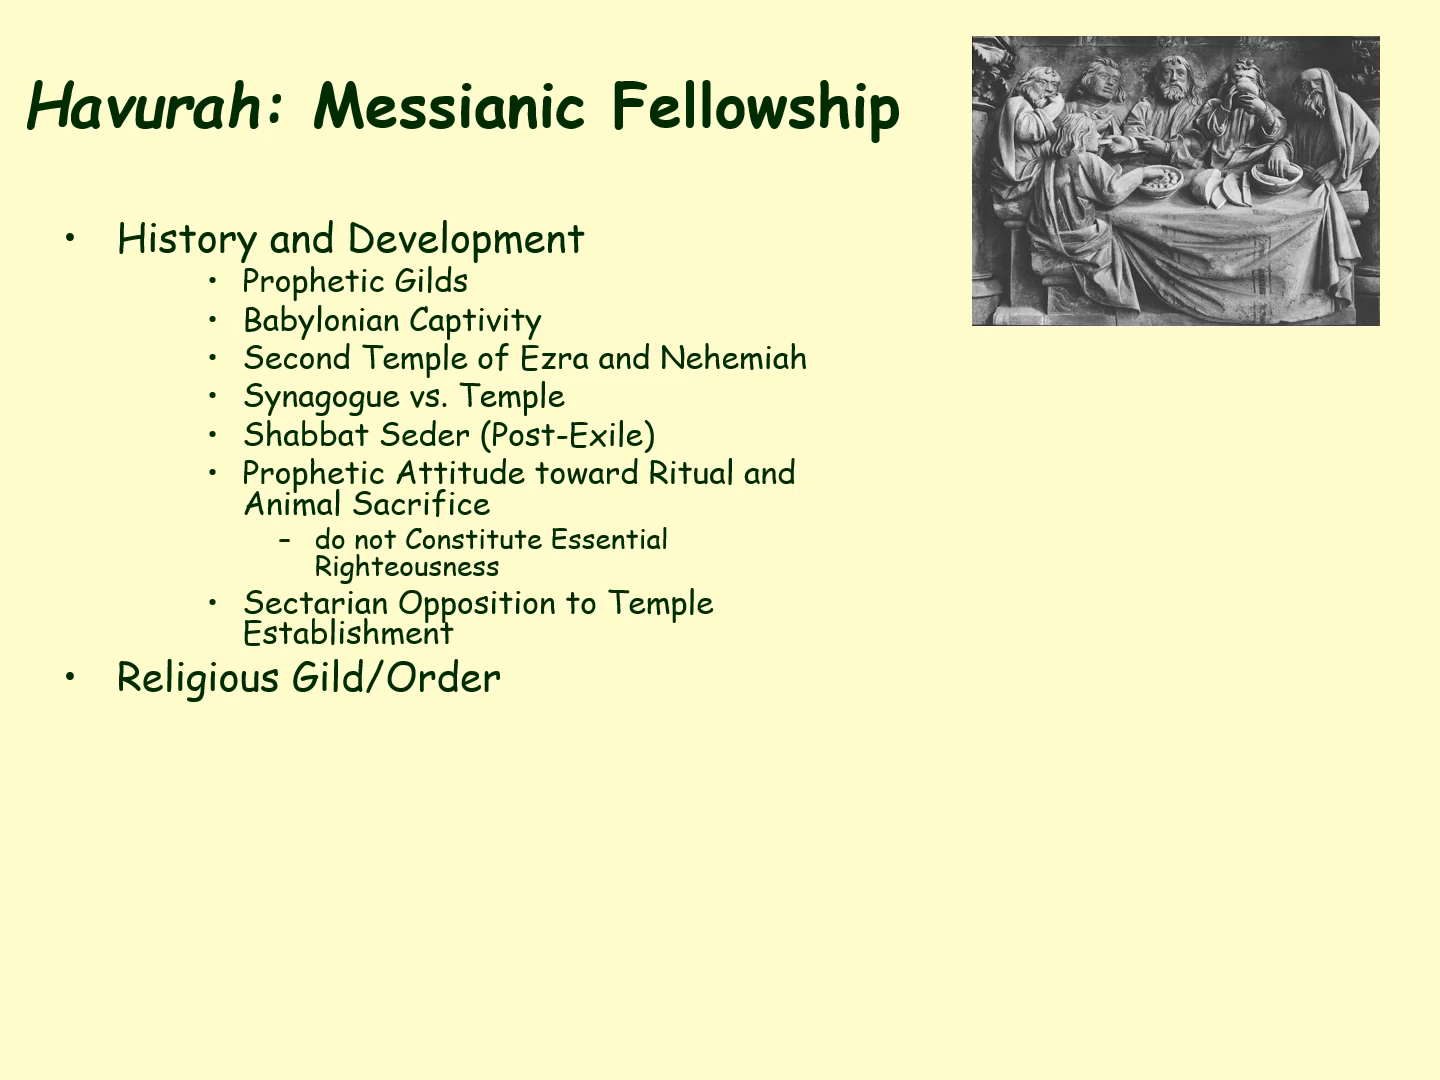 Havurah: Messianic Fellowship
• History and Development
• Prophetic Gilds
• Babylonian Captivity
• Second Temple of Ezra and Nehemiah
• Synagogue vs. Temple
• Shabbat Seder (Post-Exile)
• Prophetic Attitude toward Ritual and
Animal Sacrifice
– do not Constitute Essential
Righteousness
• Sectarian Opposition to Temple
Establishment
• Religious Gild/Order